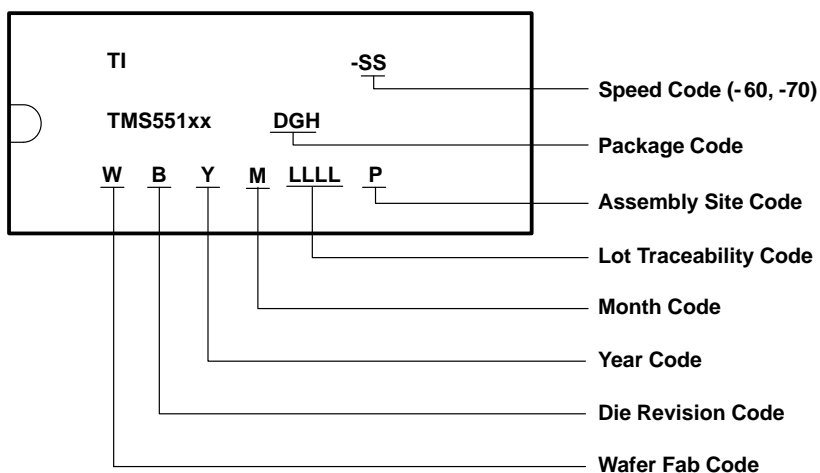 TI -SS
Speed Code (-60, -70)
TMS551xx DGH
Package Code
W B Y M LLLL P
Assembly Site Code
Lot Traceability Code
Month Code
Year Code
Die Revision Code
Wafer Fab Code